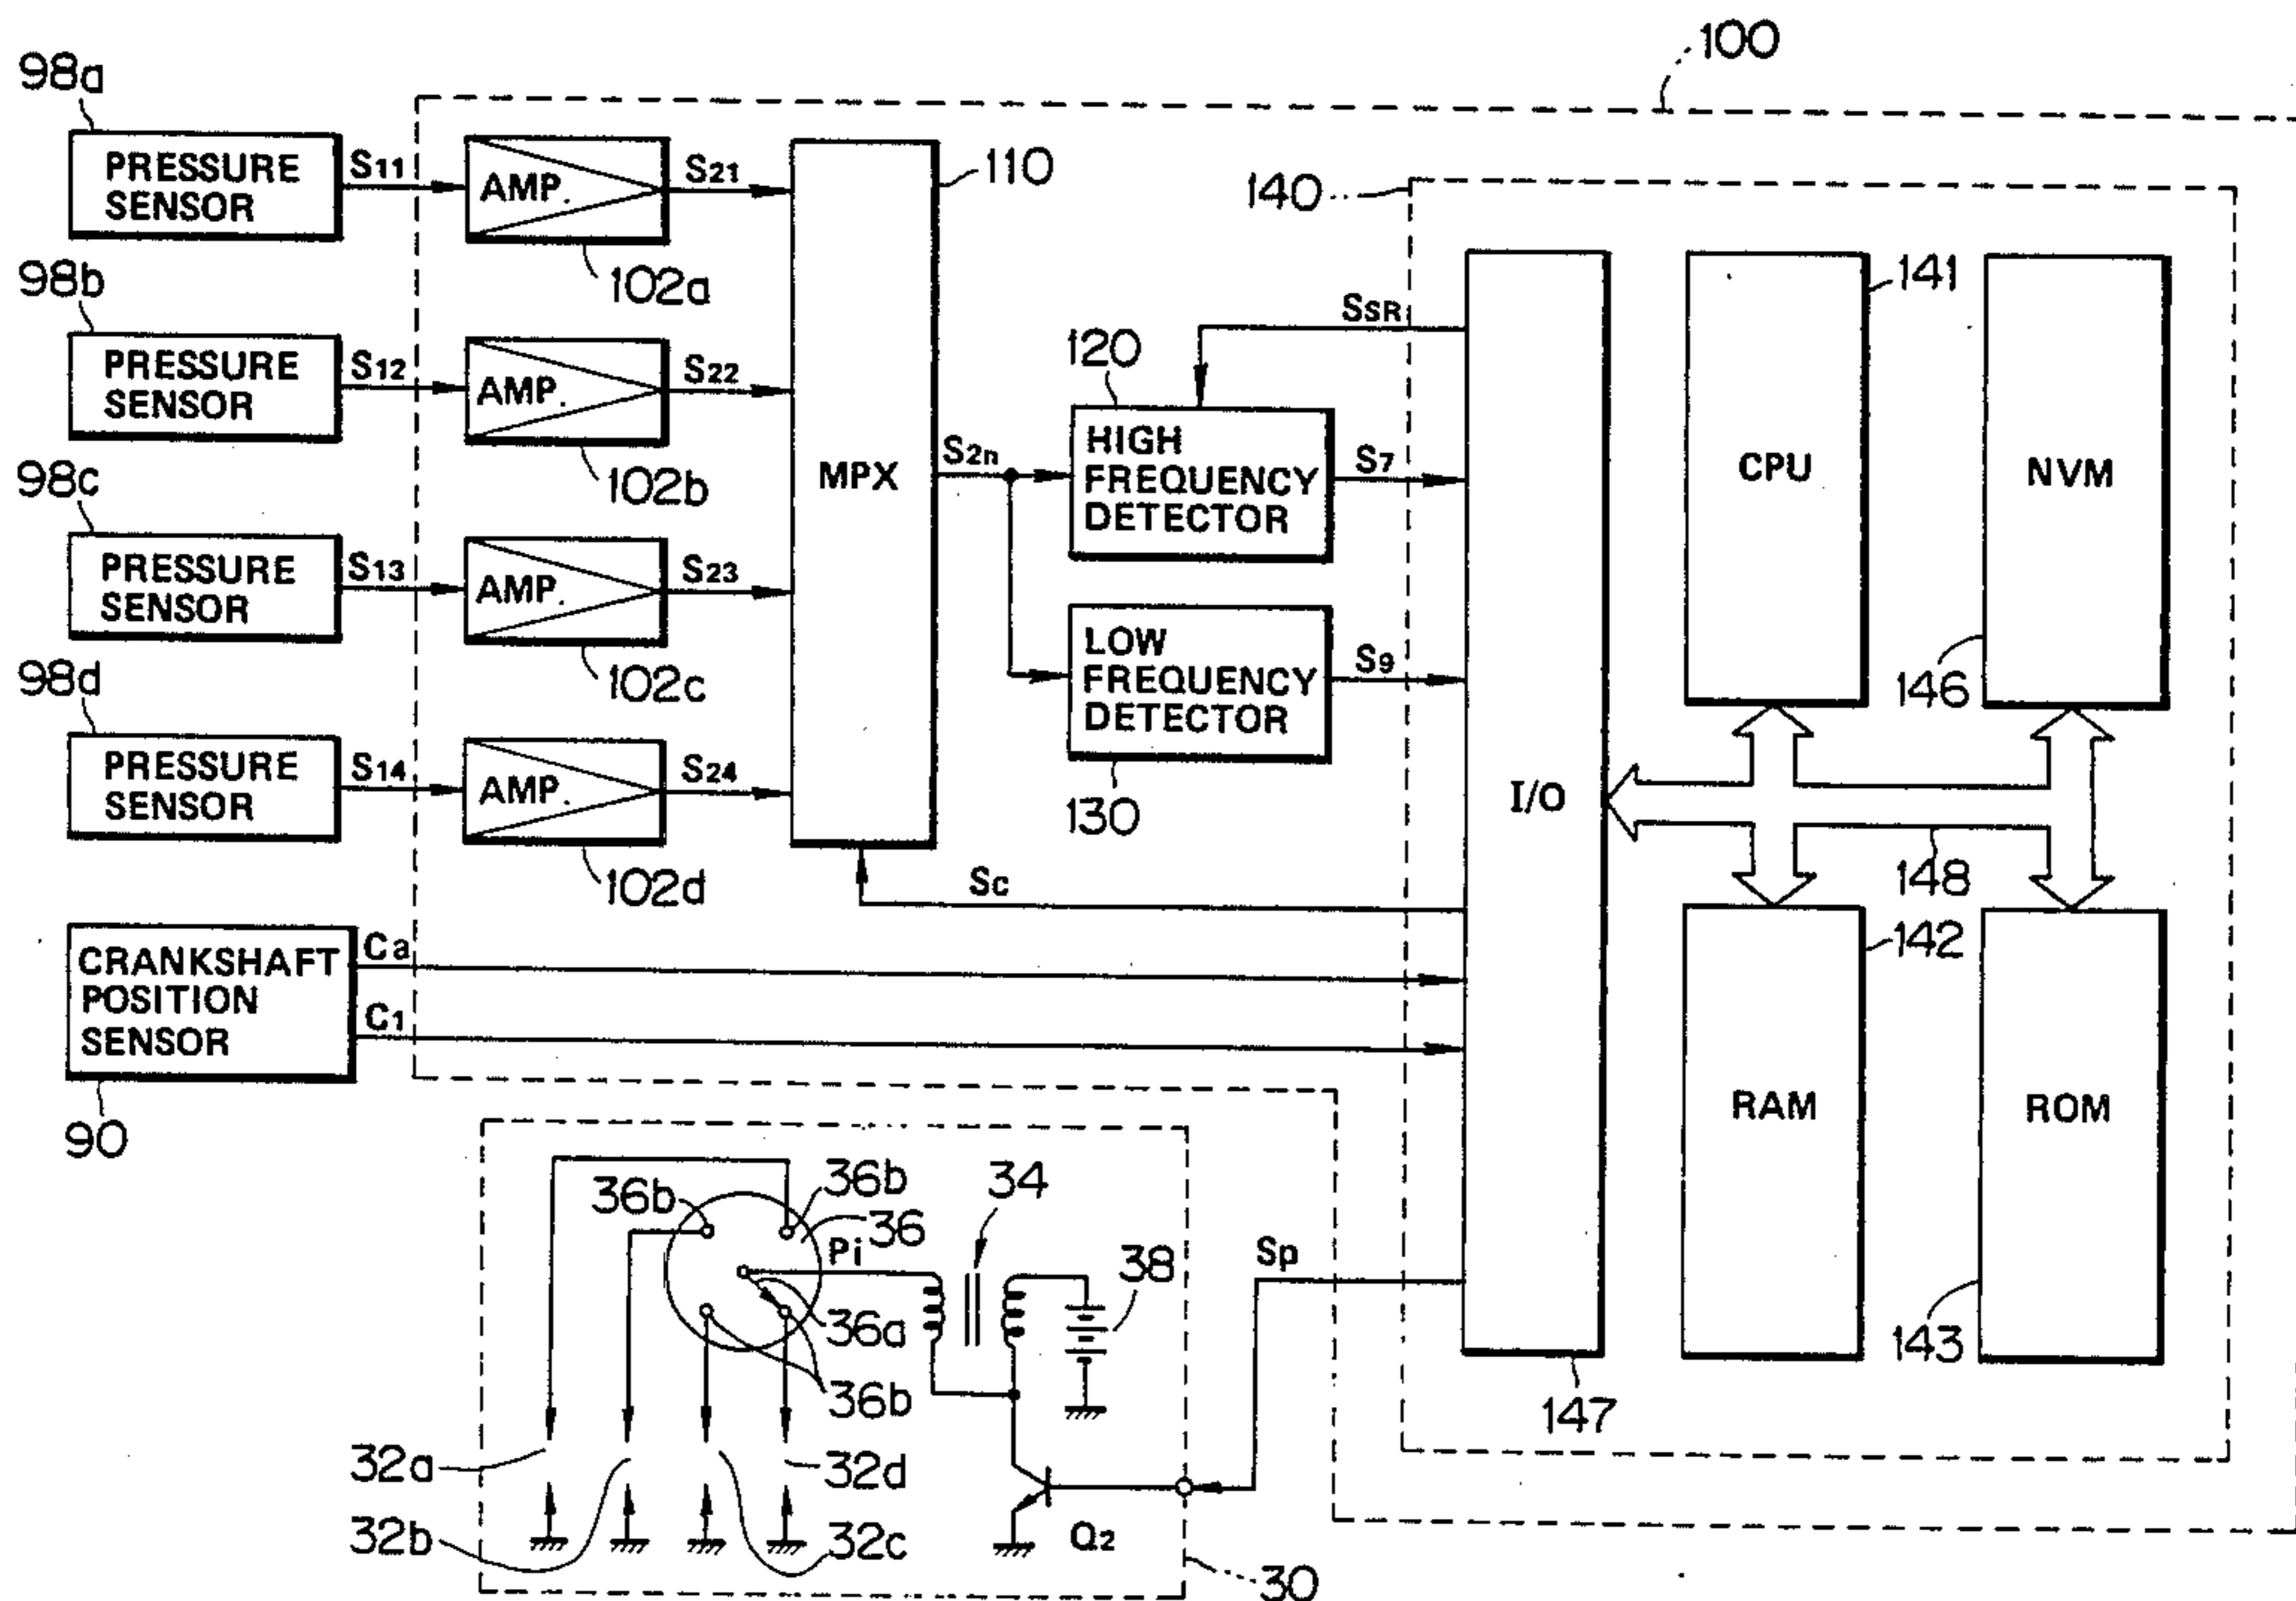 100
98a
PRESSURE
SENSOR
S11
AMP.
S21
102a
110
140
98b
PRESSURE
SENSOR
S12
AMP.
S22
102b
MPX
S2n
SSR
120
HIGH
FREQUENCY
DETECTOR
S7
141
CPU
NVM
146
98c
PRESSURE
SENSOR
S13
AMP.
S23
102c
LOW
FREQUENCY
DETECTOR
S9
130
98d
PRESSURE
SENSOR
S14
AMP.
S24
102d
I/O
148
Sc
CRANKSHAFT
POSITION
SENSOR
Ca
C1
90
142
RAM
ROM
143
147
36b
36b
36
Pi
34
38
Sp
36a
36b
32a
32d
32b
32c
Q2
30